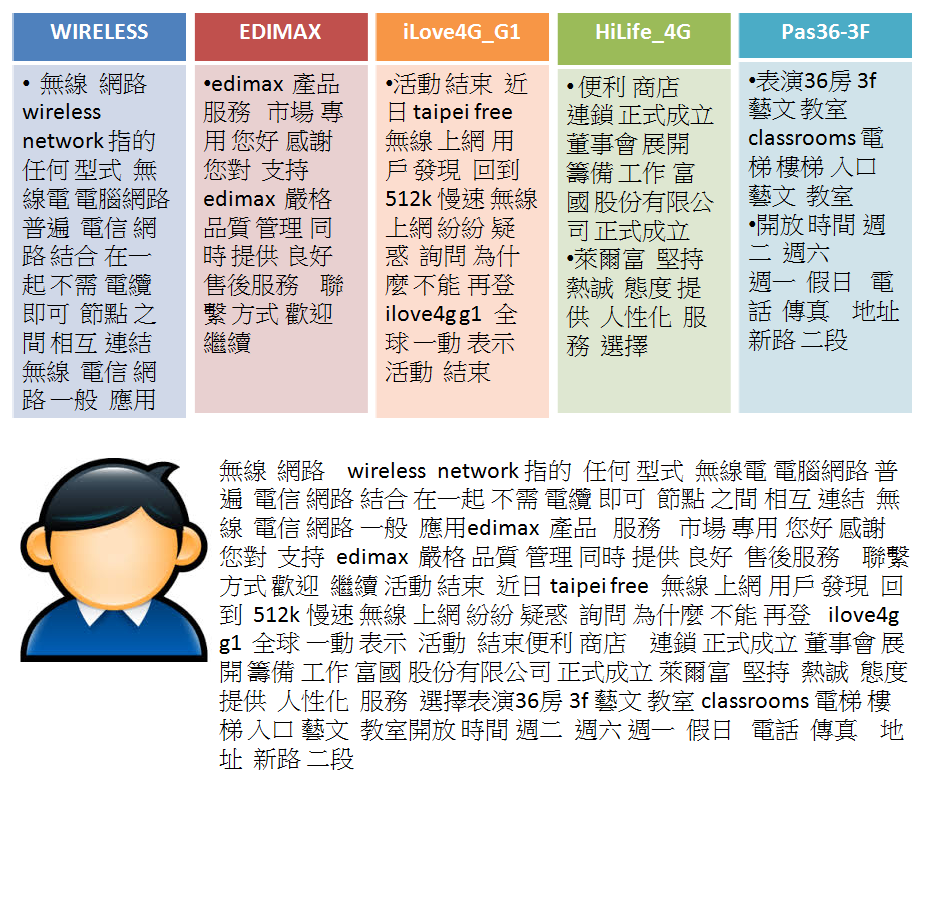 WIRELESS
• 無線 網路
wireless
network 指的
任何 型式 無
線電 電腦網路
普遍 電信 網
路 結合 在一
起 不需 電纜
即可 節點 之
間 相互 連結
無線 電信 網
路 一般 應用
EDIMAX
•edimax 產品
服務 市場 專
用 您好 感謝
您對 支持
edimax 嚴格
品質 管理 同
時 提供 良好
售後服務 聯
繫 方式 歡迎
繼續
iLove4G_G1
•活動 結束 近
日 taipei free
無線 上網 用
戶 發現 回到
512k 慢速 無線
上網 紛紛 疑
惑 詢問 為什
麼 不能 再登
ilove4g g1 全
球 一動 表示
活動 結束
HiLife_4G
•便利 商店
連鎖 正式成立
董事會 展開
籌備 工作 富
國 股份有限公
司 正式成立
•萊爾富 堅持
熱誠 態度 提
供 人性化 服
務 選擇
Pas36-3F
•表演36房 3f
藝文 教室
classrooms 電
梯 樓梯 入口
藝文 教室
•開放 時間 週
二 週六
週一 假日 電
話 傳真 地址
新路 二段
無線 網路 wireless network 指的 任何 型式 無線電 電腦網路 普
遍 電信 網路 結合 在一起 不需 電纜 即可 節點 之間 相互 連結 無
線 電信 網路 一般 應用edimax 產品 服務 市場 專用 您好 感謝
您對 支持 edimax 嚴格 品質 管理 同時 提供 良好 售後服務 聯繫
方式 歡迎 繼續 活動 結束 近日 taipei free 無線 上網 用戶 發現 回
到 512k 慢速 無線 上網 紛紛 疑惑 詢問 為什麼 不能 再登 ilove4g
g1 全球 一動 表示 活動 結束便利 商店 連鎖 正式成立 董事會 展
開 籌備 工作 富國 股份有限公司 正式成立 萊爾富 堅持 熱誠 態度
提供 人性化 服務 選擇表演36房 3f 藝文 教室 classrooms 電梯 樓
梯 入口 藝文 教室開放 時間 週二 週六 週一 假日 電話 傳真 地
址 新路 二段